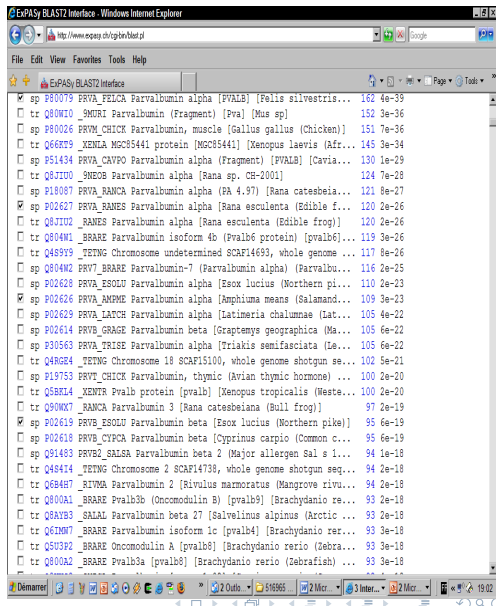 ExPASy BLAST2 Interface - Windows Internet Explorer
http://www.expasy.ch/cgi-bin/blast.pl
Google
File Edit View Favorites Tools Help
ExPASy BLAST2 Interface
Page Tools
sp P80079 PRVA_FELCA Parvalbumin alpha [PVALB] [Felis silvestris... 162 4e-39
tr Q80WI0 _9MURI Parvalbumin (Fragment) [Pva] [Mus sp] 152 3e-36
sp P80026 PRVM_CHICK Parvalbumin, muscle [Gallus gallus (Chicken)] 151 7e-36
tr Q66KT9 _XENLA MGC85441 protein [MGC85441] [Xenopus laevis (Afr... 145 3e-34
sp P51434 PRVA_CAVPO Parvalbumin alpha (Fragment) [PVALB] [Cavia... 130 1e-29
tr Q8JIU0 _9NEOB Parvalbumin alpha [Rana sp. CH-2001] 124 7e-28
sp P18087 PRVA_RANCA Parvalbumin alpha (PA 4.97) [Rana catesbeia... 121 8e-27
sp P02627 PRVA_RANES Parvalbumin alpha [Rana esculenta (Edible f... 120 2e-26
tr Q8JIU2 _RANES Parvalbumin alpha [Rana esculenta (Edible frog)] 120 2e-26
tr Q804W1 _BRARE Parvalbumin isoform 4b (Pvalb6 protein) [pvalb6]... 119 3e-26
tr Q4S9Y9 _TETNG Chromosome undetermined SCAF14693, whole genome ... 117 8e-26
sp Q804W2 PRV7_BRARE Parvalbumin-7 (Parvalbumin alpha) (Parvalbu... 116 2e-25
sp P02628 PRVA_ESOLU Parvalbumin alpha [Esox lucius (Northern pi... 110 2e-23
sp P02626 PRVA_AMPME Parvalbumin alpha [Amphiuma means (Salamand... 109 3e-23
sp P02629 PRVA_LATCH Parvalbumin alpha [Latimeria chalumnae (Lat... 105 4e-22
sp P02614 PRVB_GRAGE Parvalbumin beta [Graptemys geographica (Ma... 105 6e-22
sp P30563 PRVA_TRISE Parvalbumin alpha [Triakis semifasciata (Le... 105 6e-22
tr Q4RGE4 _TETNG Chromosome 18 SCAF15100, whole genome shotgun se... 102 5e-21
sp P19753 PRVT_CHICK Parvalbumin, thymic (Avian thymic hormone) ... 100 2e-20
tr Q5BKL4 _XENTR Pvalb protein [pvalb] [Xenopus tropicalis (Weste... 100 2e-20
tr Q90WX7 _RANCA Parvalbumin 3 [Rana catesbeiana (Bull frog)] 97 2e-19
sp P02619 PRVB_ESOLU Parvalbumin beta [Esox lucius (Northern pike)] 95 6e-19
sp P02618 PRVB_CYPCA Parvalbumin beta [Cyprinus carpio (Common c... 95 6e-19
sp Q91483 PRVB2_SALSA Parvalbumin beta 2 (Major allergen Sal s 1... 94 1e-18
tr Q4S4I4 _TETNG Chromosome 2 SCAF14738, whole genome shotgun seq... 94 2e-18
tr Q6B4H7 _RIVMA Parvalbumin 2 [Rivulus marmoratus (Mangrove rivu... 94 2e-18
tr Q800A1 _BRARE Pvalb3b (Oncomodulin B) [pvalb9] [Brachydanio re... 93 2e-18
tr Q8AYB3 _SALAL Parvalbumin beta 27 [Salvelinus alpinus (Arctic ... 93 2e-18
tr Q6IMW7 _BRARE Parvalbumin isoform 1c [pvalb4] [Brachydanio rer... 93 3e-18
tr Q5U3P2 _BRARE Oncomodulin A [pvalb8] [Brachydanio rerio (Zebra... 93 3e-18
tr Q800A2 _BRARE Pvalb3a [pvalb8] [Brachydanio rerio (Zebrafish) ... 93 3e-18
Démarrer 2 Outlo... 516965 ... 2 Micr... 3 Inter... 2 Micr... 19:02